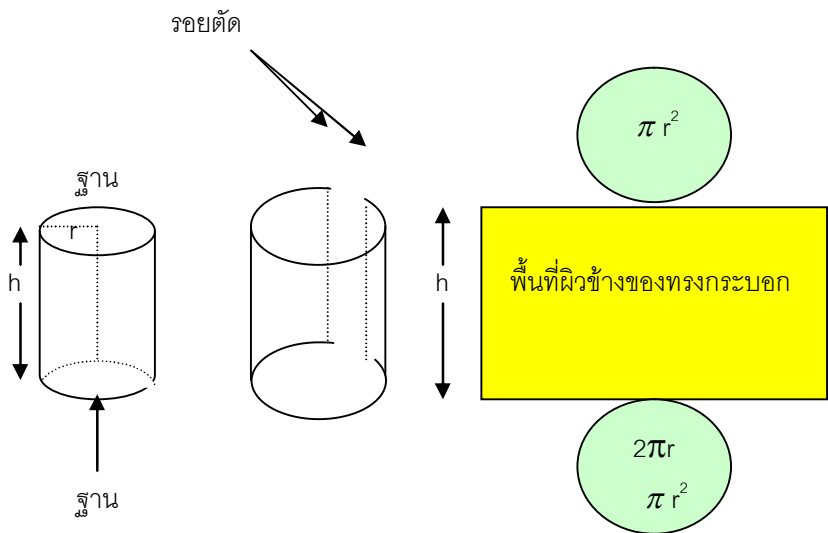 รอยตัด
π r²
ฐาน
r
h
h
พื้นที่ผิวข้างของทรงกระบอก
2πr
π r²
ฐาน